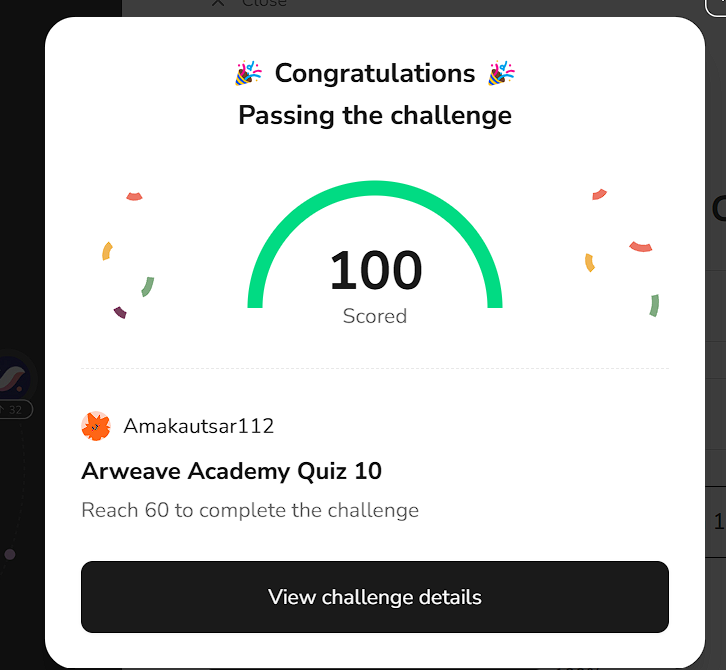 Close
Congratulations
Passing the challenge
100
Scored
32
Amakautsar112
Arweave Academy Quiz 10
Reach 60 to complete the challenge
View challenge details